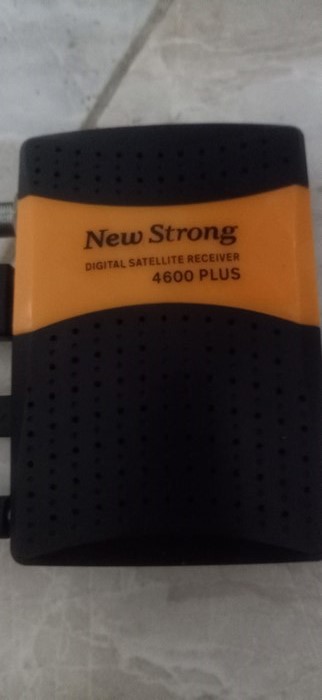 New Strong
DIGITAL SATELLITE RECEIVER
4600 PLUS